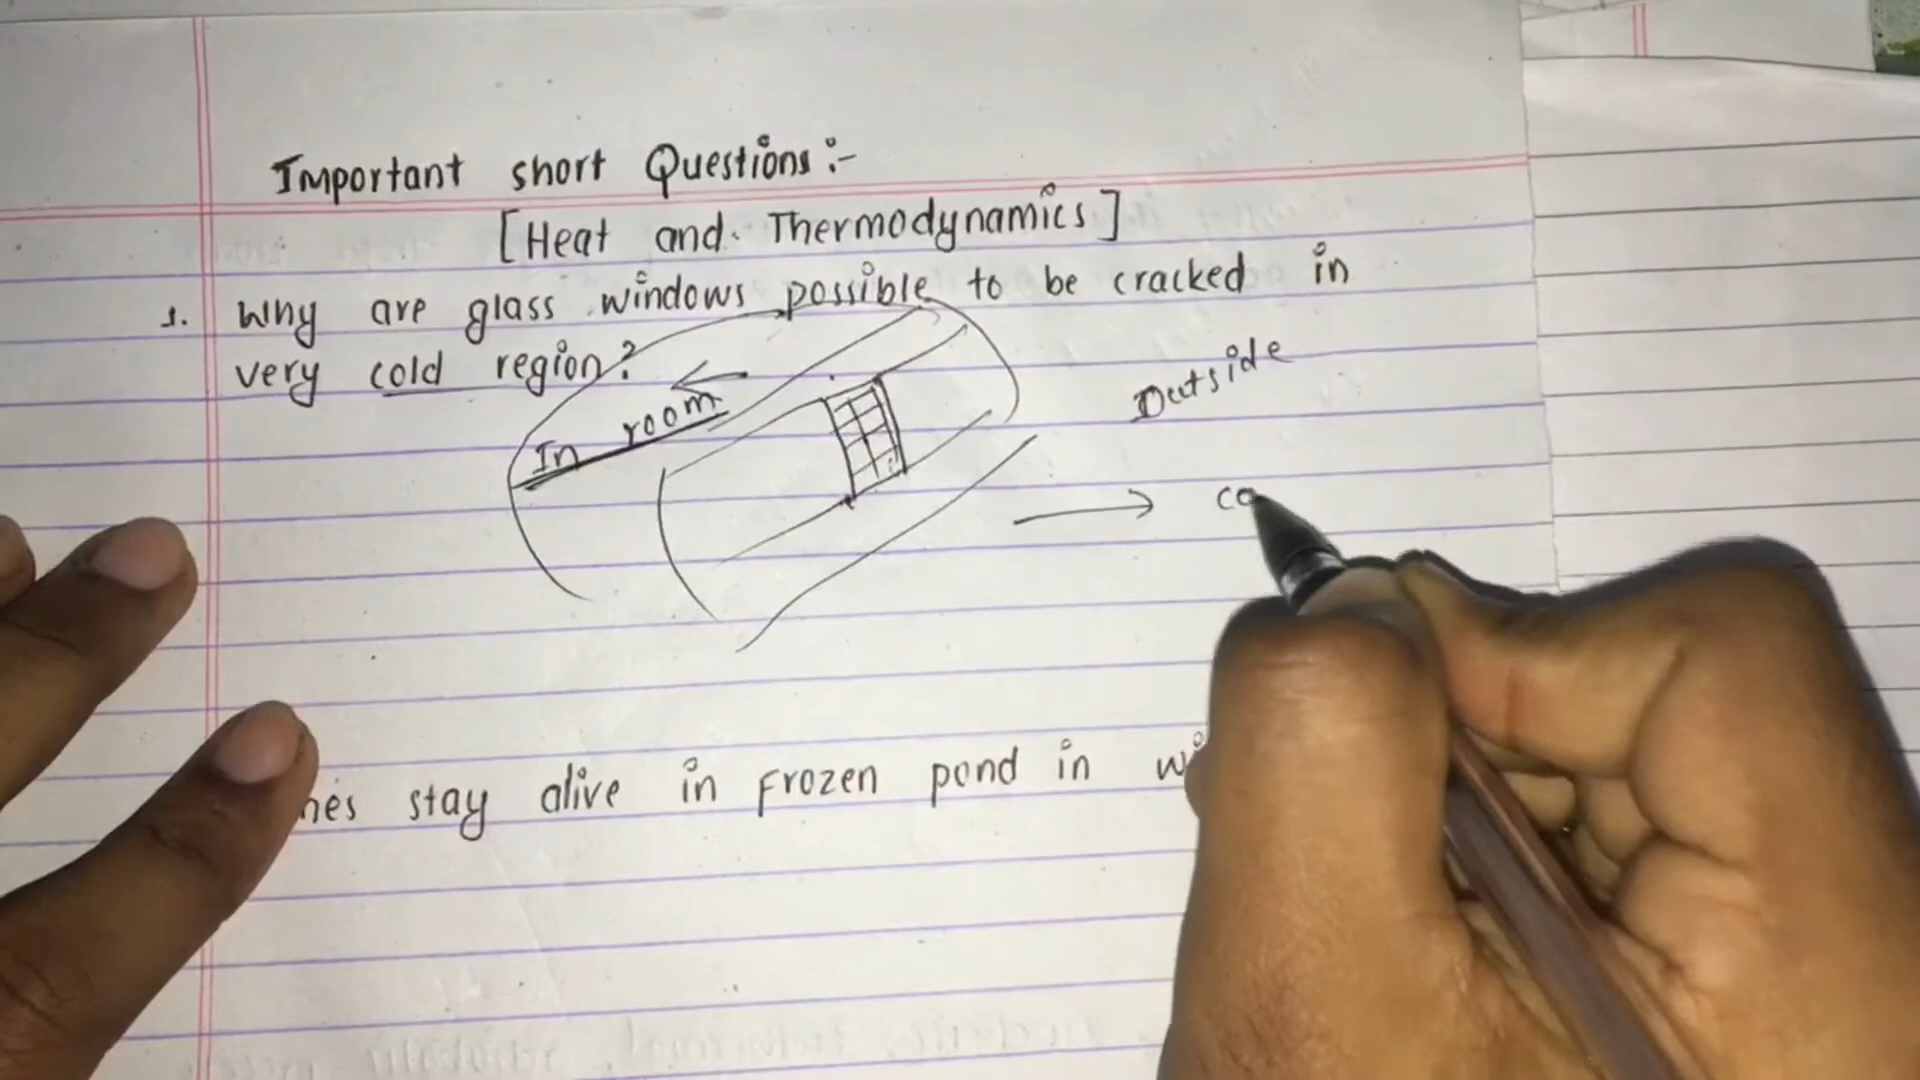 Important short Questions:-
[Heat and Thermodynamics]
1. Why are glass windows possible to be cracked in
very cold region?
In room
Outside
co
stay alive in frozen pond in